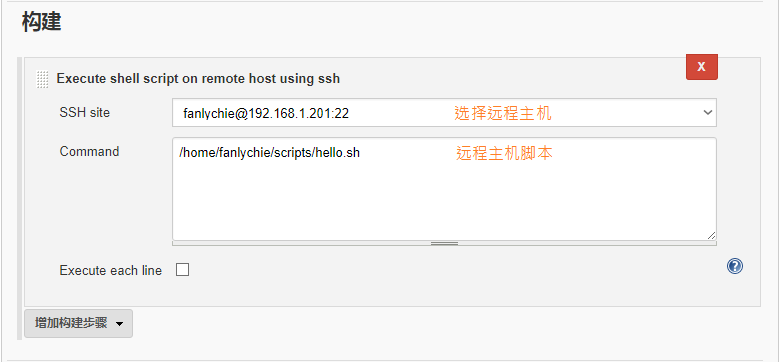 构建
Execute shell script on remote host using ssh
X
SSH site
fanlychie@192.168.1.201:22
选择远程主机
Command
/home/fanlychie/scripts/hello.sh
远程主机脚本
Execute each line
?
增加构建步骤